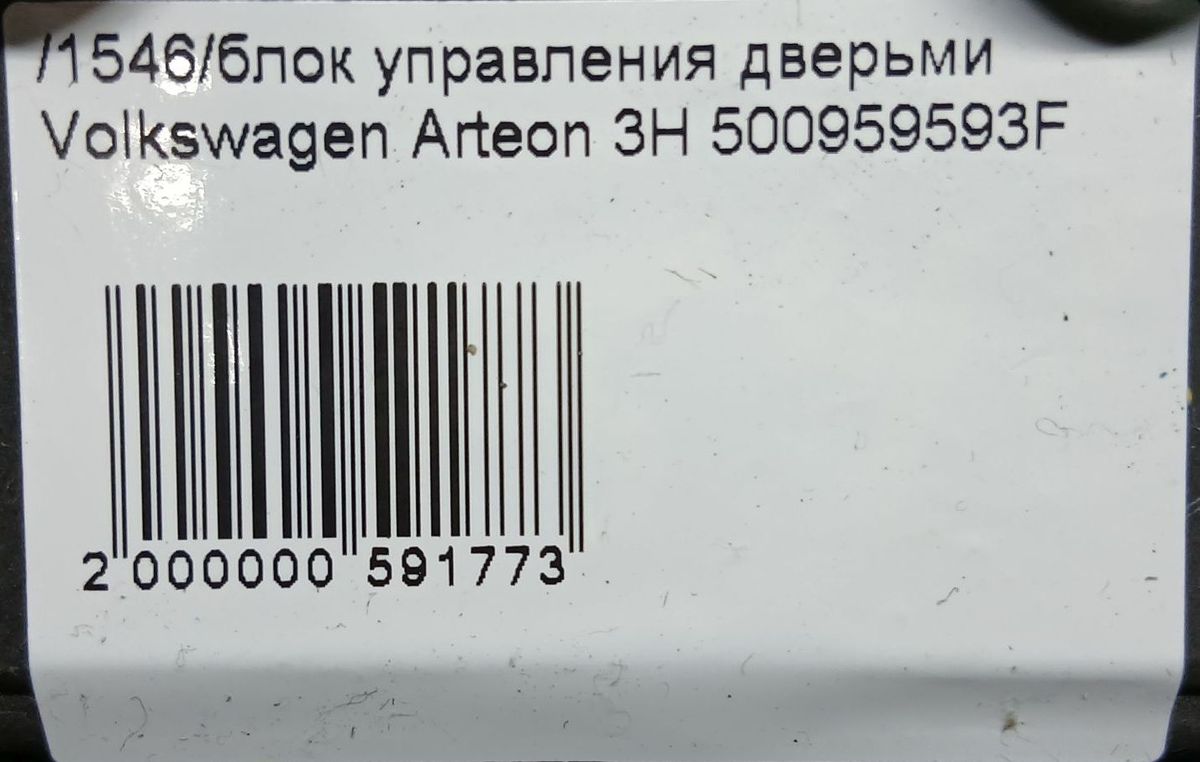 /1546/блок управления дверьми
Volkswagen Arteon 3H 500959593F
2 000000 591773